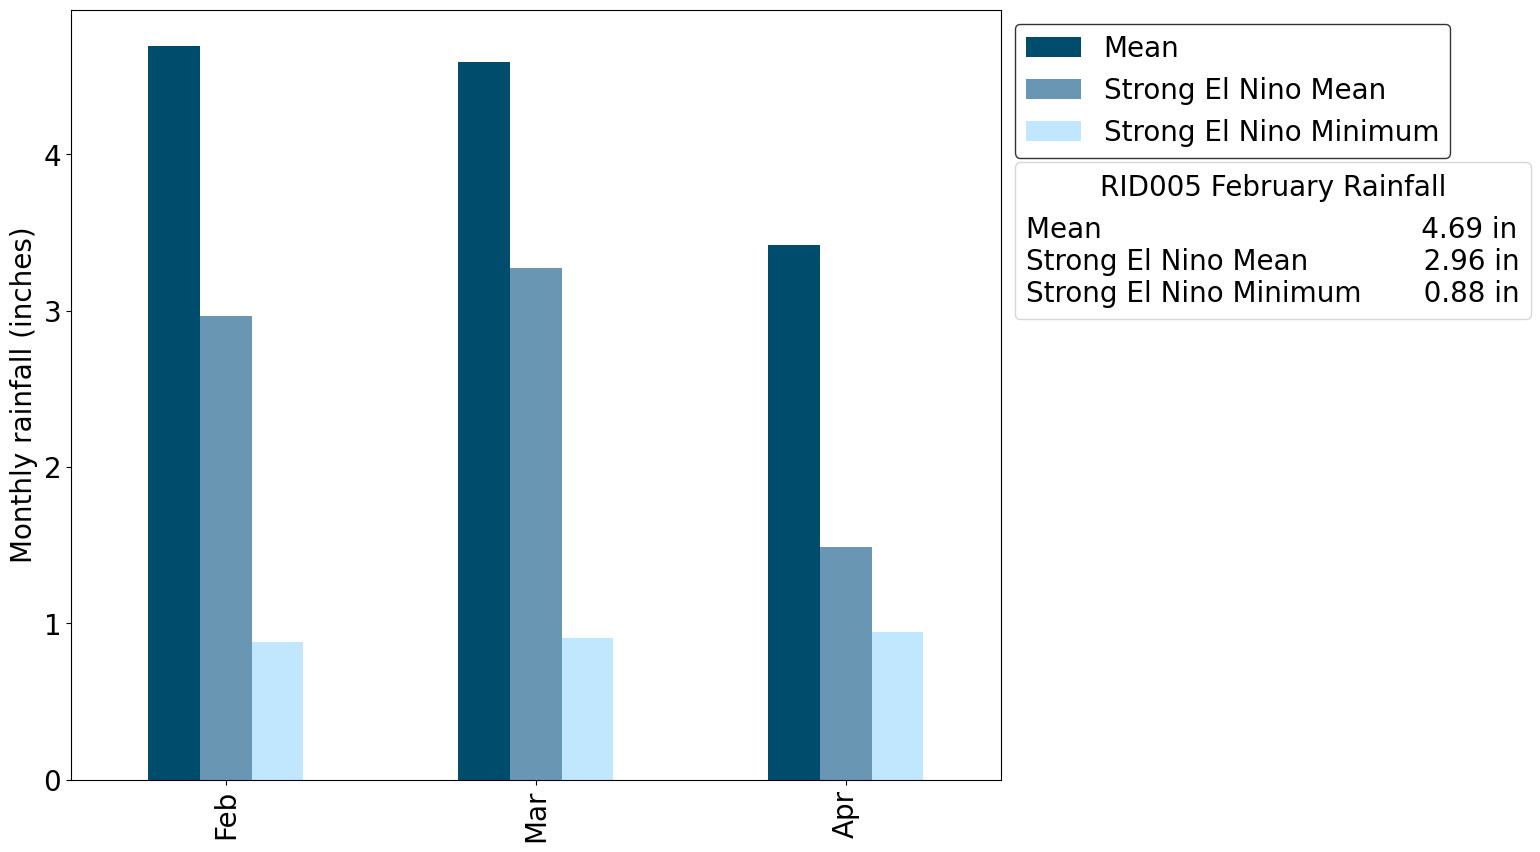 Mean
Strong El Nino Mean
Strong El Nino Minimum
RID005 February Rainfall
Mean 4.69 in
Strong El Nino Mean 2.96 in
Strong El Nino Minimum 0.88 in
Monthly rainfall (inches)
4
3
2
1
0
Feb
Mar
Apr